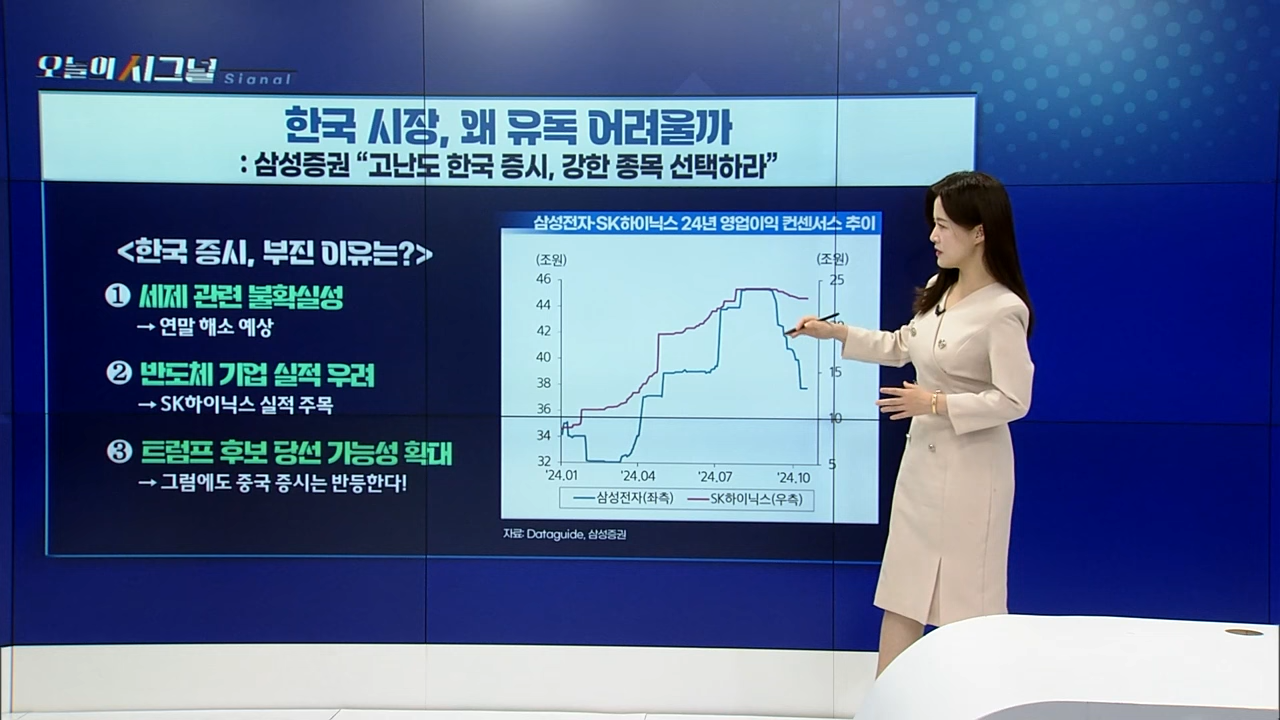 오늘의 시그널
Signal
한국 시장, 왜 유독 어려울까
: 삼성증권 “고난도 한국 증시, 강한 종목 선택하라”
<한국 증시, 부진 이유는?>
❶ 세제 관련 불확실성
→ 연말 해소 예상
❷ 반도체 기업 실적 우려
→ SK하이닉스 실적 주목
❸ 트럼프 후보 당선 가능성 확대
→ 그럼에도 중국 증시는 반등한다!
삼성전자·SK하이닉스 24년 영업이익 컨센서스 추이
(조원) (조원)
46 25
44
42
40 15
38
36 10
34
32 5
'24.01 '24.04 '24.07 '24.10
삼성전자(좌측) SK하이닉스(우측)
자료: Dataguide, 삼성증권